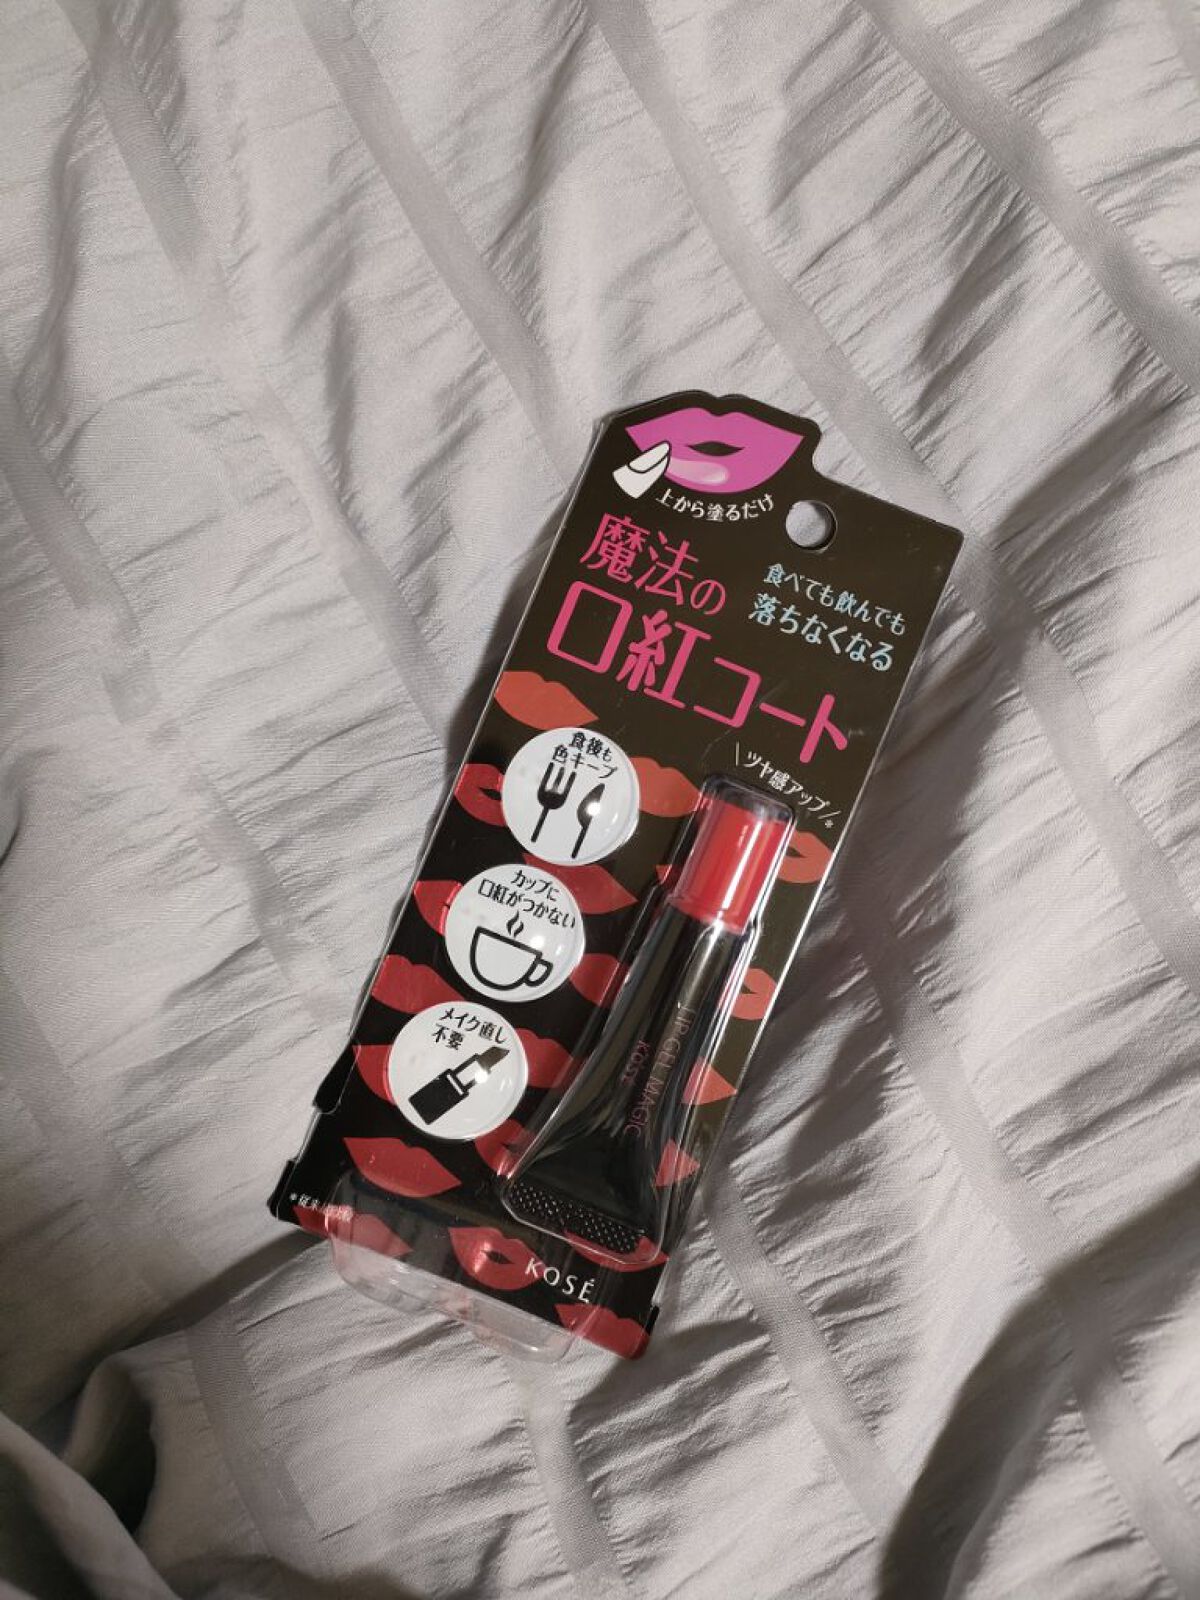 上から塗るだけ
魔法の
口紅コート
食べても飲んでも
落ちなくなる
ツヤ感アップ*
食後も
色キープ
カップに
口紅がつかない
メイク直し
不要
LIP GEL MAGIC
KOSÉ
KOSÉ